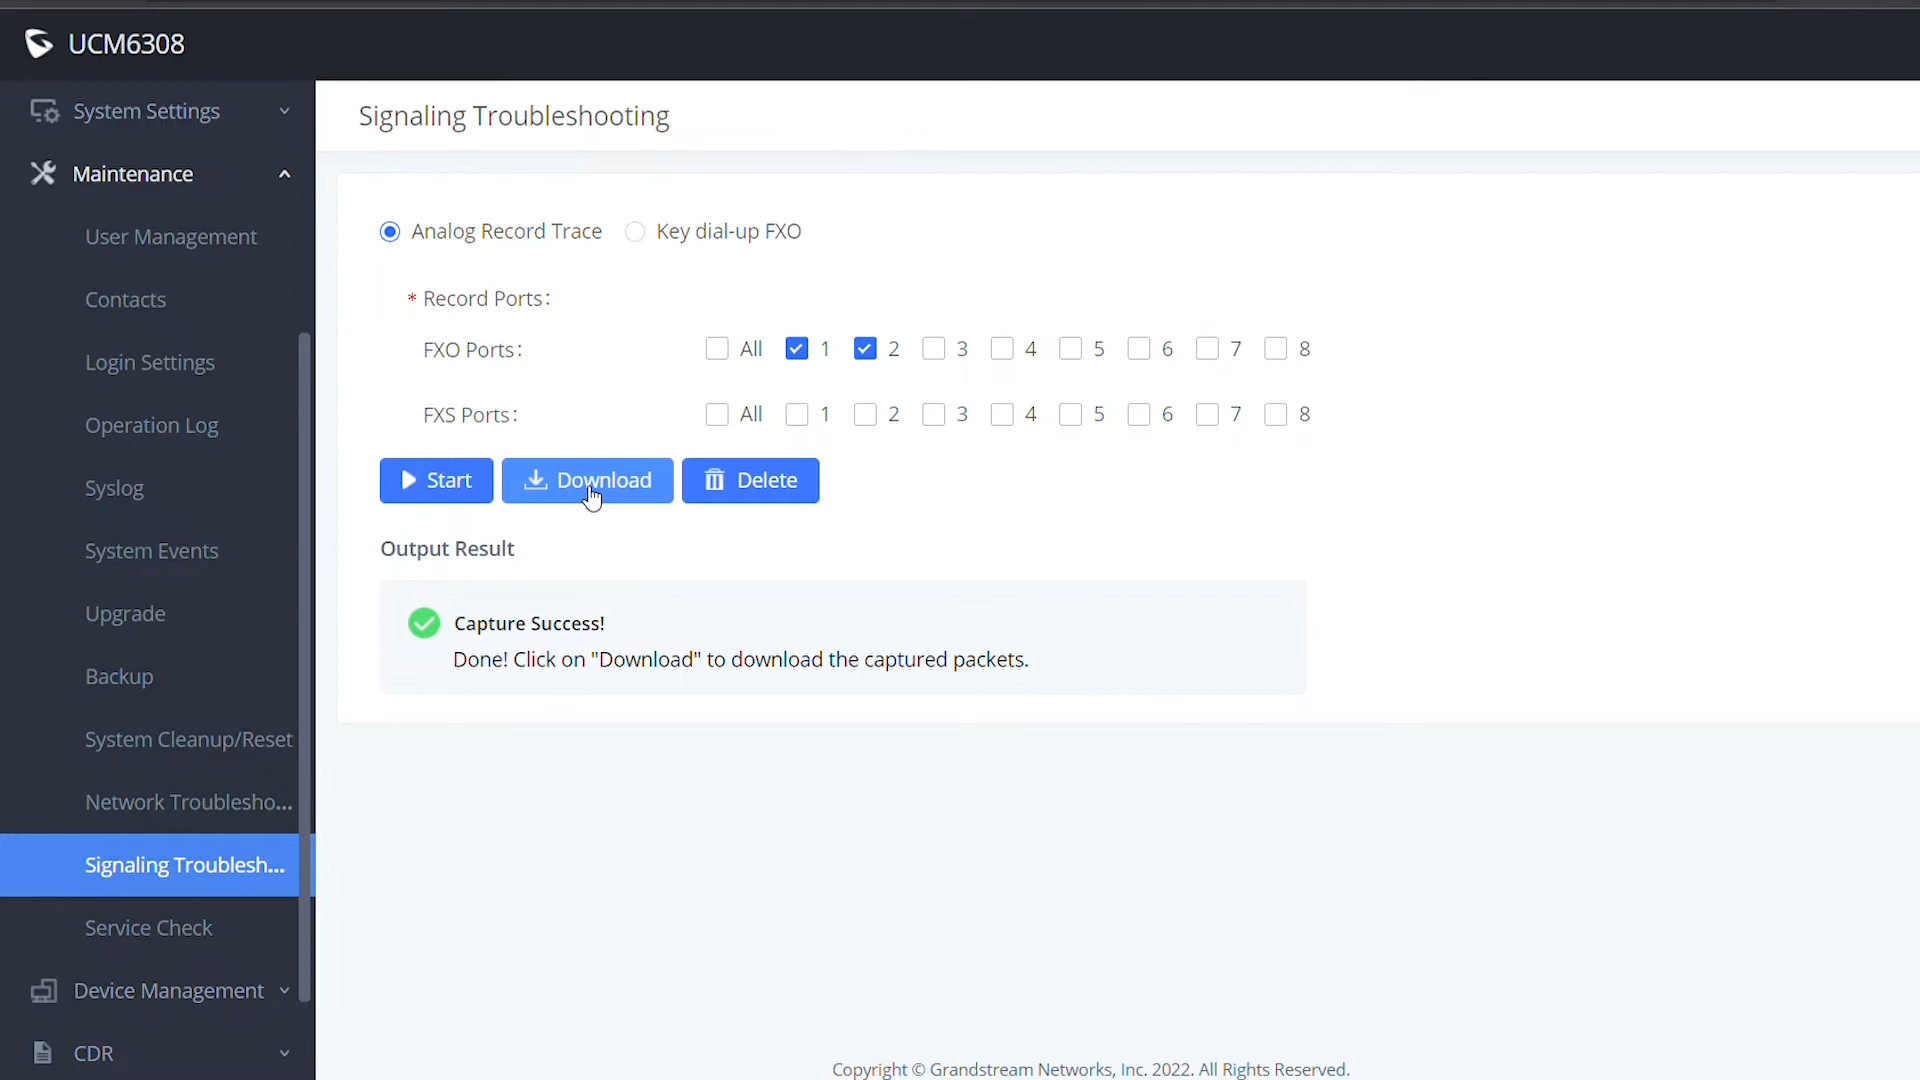 UCM6308
System Settings
Maintenance
User Management
Contacts
Login Settings
Operation Log
Syslog
System Events
Upgrade
Backup
System Cleanup/Reset
Network Troublesho...
Signaling Troublesh...
Service Check
Device Management
CDR
Signaling Troubleshooting
Analog Record Trace Key dial-up FXO
* Record Ports:
FXO Ports: All 1 2 3 4 5 6 7 8
FXS Ports: All 1 2 3 4 5 6 7 8
Start Download Delete
Output Result
Capture Success!
Done! Click on "Download" to download the captured packets.
Copyright © Grandstream Networks, Inc. 2022. All Rights Reserved.